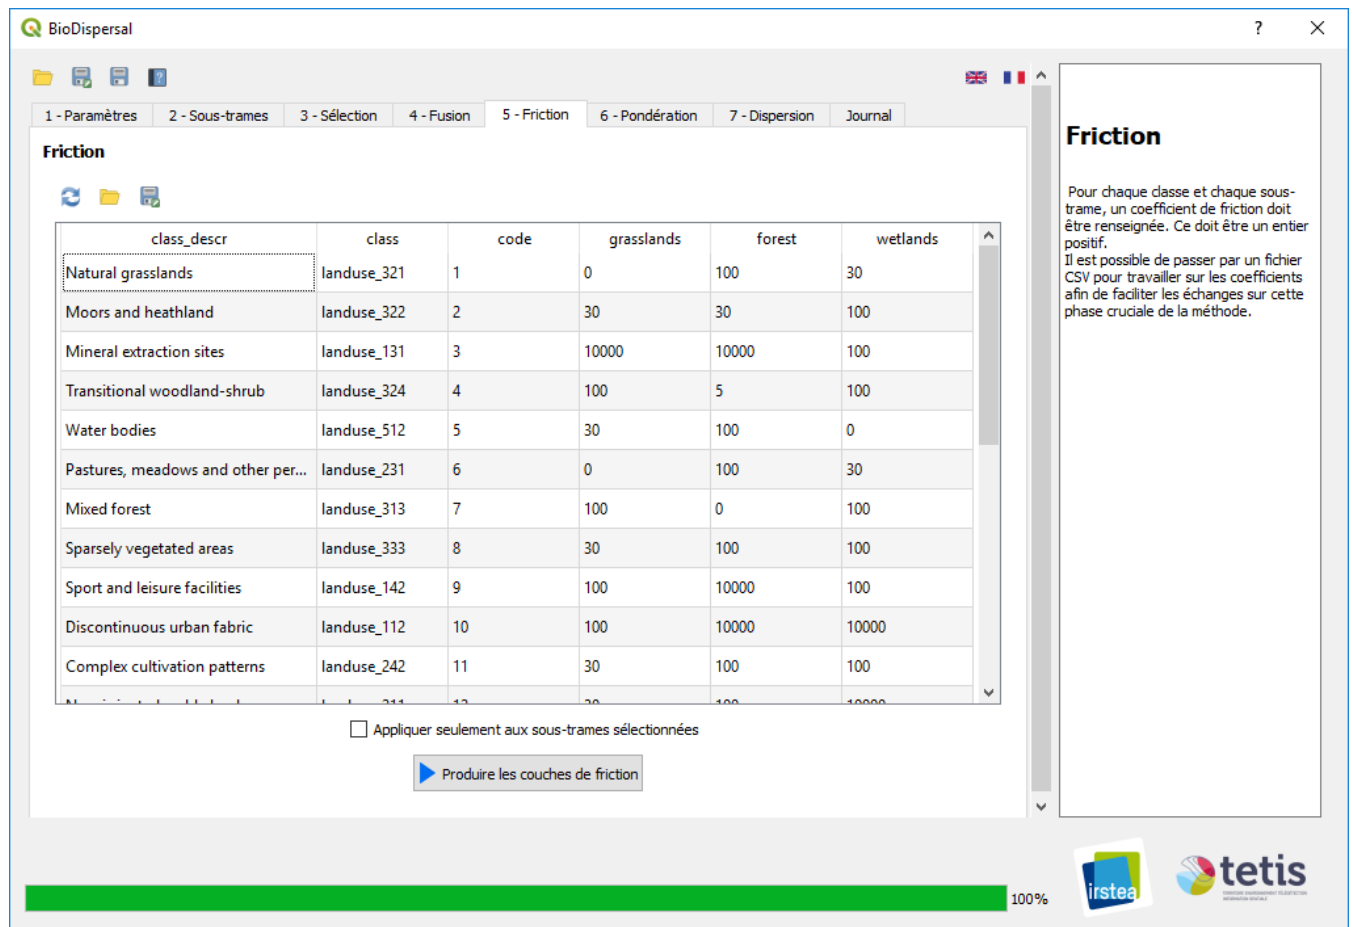 BioDispersal
?
1 - Paramètres 2 - Sous-trames 3 - Sélection 4 - Fusion 5 - Friction 6 - Pondération 7 - Dispersion Journal
Friction
class_descr class code grasslands forest wetlands
Natural grasslands landuse_321 1 0 100 30
Moors and heathland landuse_322 2 30 30 100
Mineral extraction sites landuse_131 3 10000 10000 100
Transitional woodland-shrub landuse_324 4 100 5 100
Water bodies landuse_512 5 30 100 0
Pastures, meadows and other per... landuse_231 6 0 100 30
Mixed forest landuse_313 7 100 0 100
Sparsely vegetated areas landuse_333 8 30 100 100
Sport and leisure facilities landuse_142 9 100 10000 100
Discontinuous urban fabric landuse_112 10 100 10000 10000
Complex cultivation patterns landuse_242 11 30 100 100
Appliquer seulement aux sous-trames sélectionnées
Produire les couches de friction
Friction
Pour chaque classe et chaque sous-
trame, un coefficient de friction doit
être renseignée. Ce doit être un entier
positif.
Il est possible de passer par un fichier
CSV pour travailler sur les coefficients
afin de faciliter les échanges sur cette
phase cruciale de la méthode.
100%
irstea
tetis